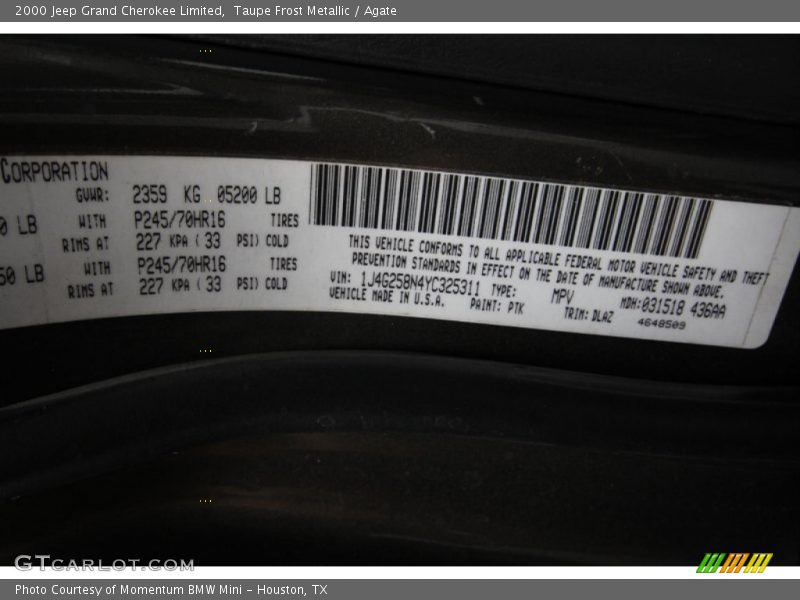 2000 Jeep Grand Cherokee Limited, Taupe Frost Metallic / Agate
CORPORATION
GVWR: 2359 KG 05200 LB
0 LB WITH P245/70HR16 TIRES
RIMS AT 227 KPA ( 33 PSI) COLD
50 LB WITH P245/70HR16 TIRES
RIMS AT 227 KPA ( 33 PSI) COLD
THIS VEHICLE CONFORMS TO ALL APPLICABLE FEDERAL MOTOR VEHICLE SAFETY AND THEFT
PREVENTION STANDARDS IN EFFECT ON THE DATE OF MANUFACTURE SHOWN ABOVE.
VIN: 1J4G258N4YC325311 TYPE: MPV MDH: 031518 436AA
VEHICLE MADE IN U.S.A. PAINT: PTK TRIM: DLAZ 4648509
GTCARLOT.COM
Photo Courtesy of Momentum BMW Mini - Houston, TX